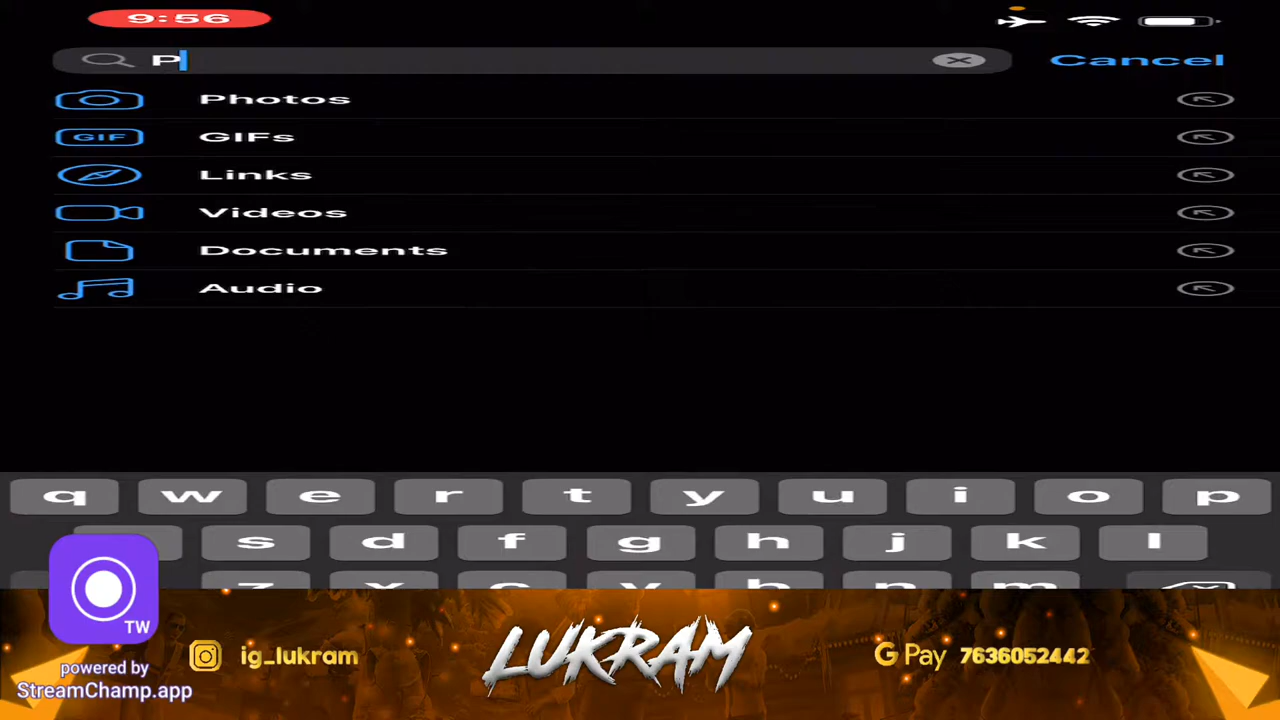 9:56
P
Cancel
Photos
GIF
GIFs
Links
Videos
Documents
Audio
q w e r t y u i o p
s d f g h j k l
z x c v b n m
TW
powered by
StreamChamp.app
ig_lukram
LUKRAM
G Pay 7636052442